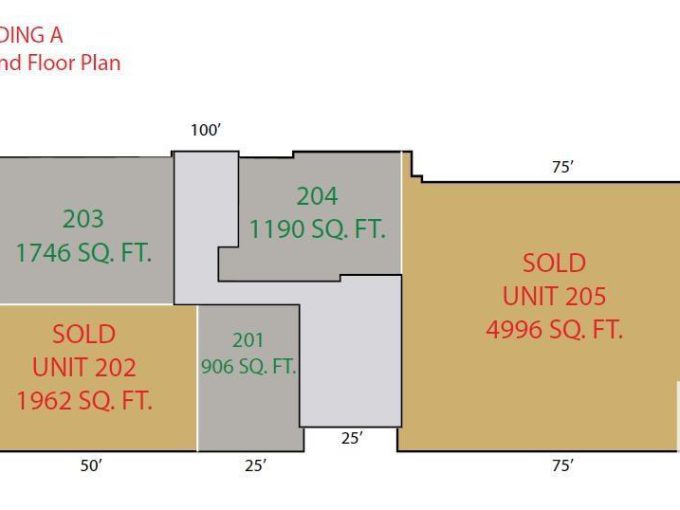 DING A
nd Floor Plan
100’
75’
203
1746 SQ. FT.
204
1190 SQ. FT.
SOLD
UNIT 205
4996 SQ. FT.
SOLD
UNIT 202
1962 SQ. FT.
201
906 SQ. FT.
25’
50’
25’
75’